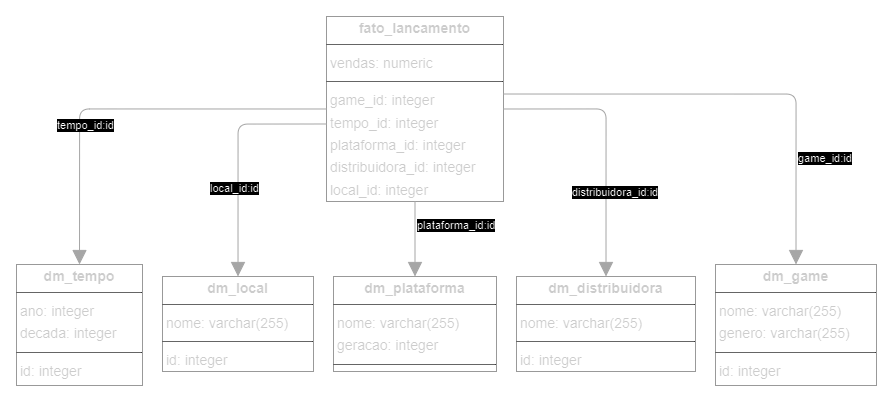 fato_lancamento
vendas: numeric
game_id: integer
tempo_id: integer
plataforma_id: integer
distribuidora_id: integer
local_id: integer
tempo_id:id
local_id:id
plataforma_id:id
distribuidora_id:id
game_id:id
dm_tempo
ano: integer
decada: integer
id: integer
dm_local
nome: varchar(255)
id: integer
dm_plataforma
nome: varchar(255)
geracao: integer
dm_distribuidora
nome: varchar(255)
id: integer
dm_game
nome: varchar(255)
genero: varchar(255)
id: integer